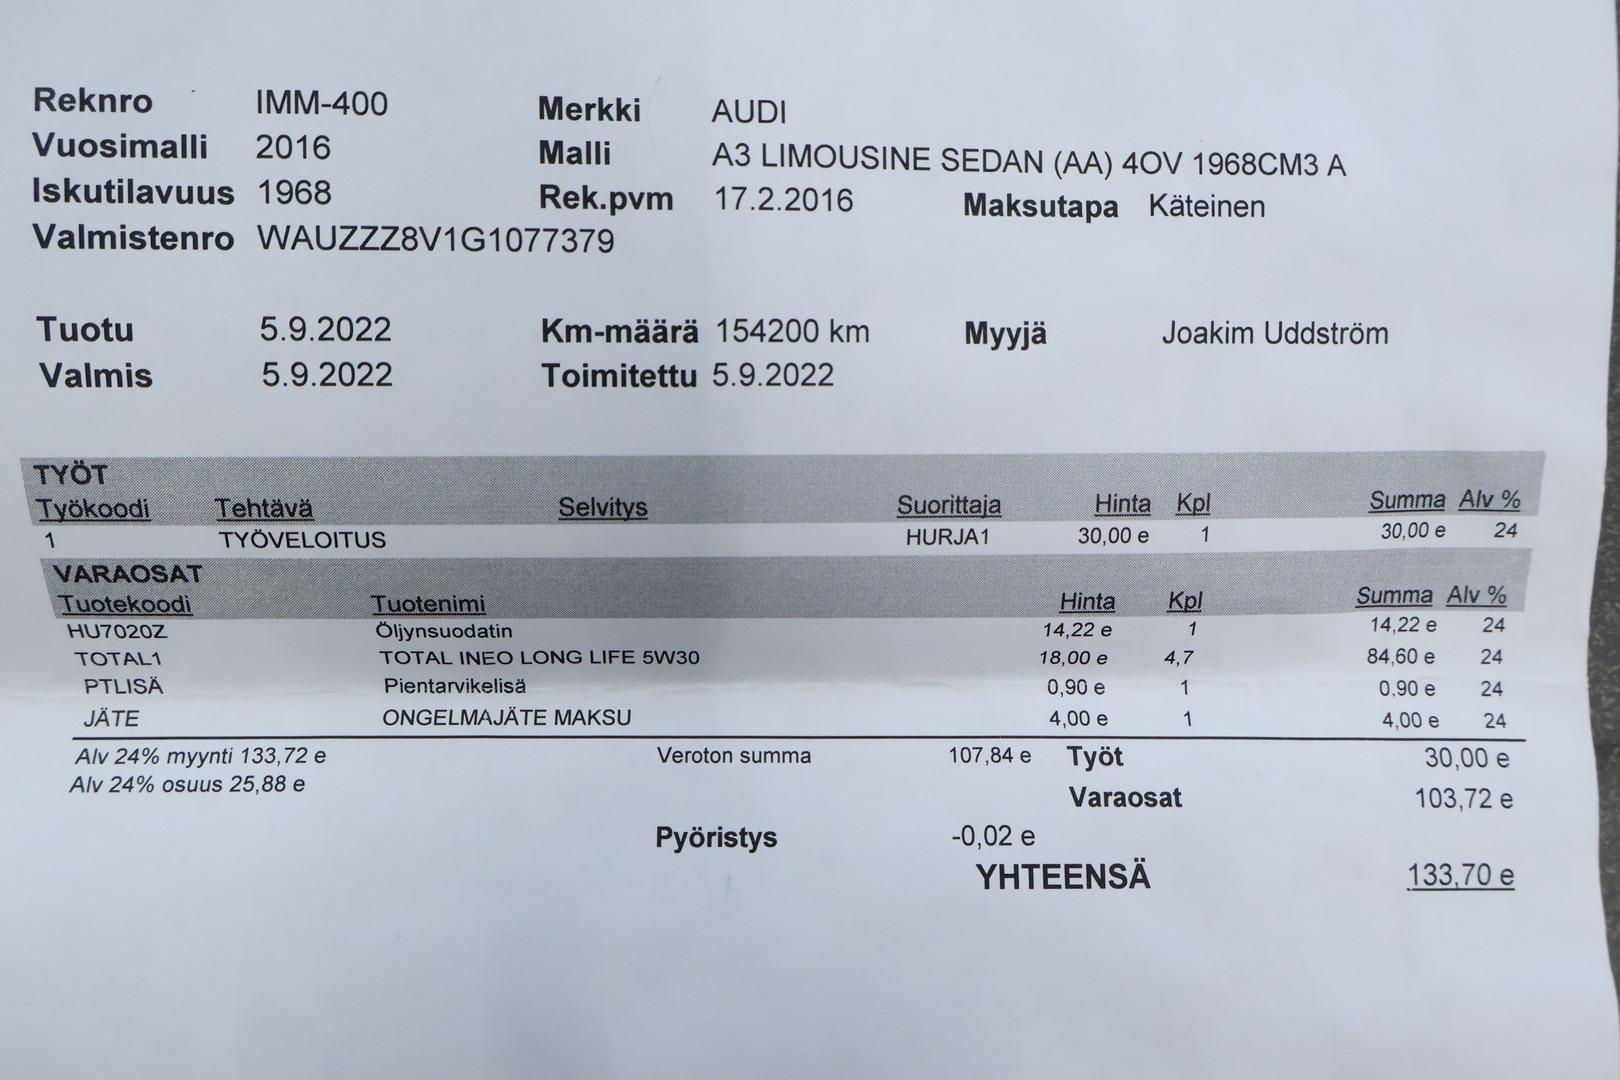 Reknro IMM-400 Merkki AUDI
Vuosimalli 2016 Malli A3 LIMOUSINE SEDAN (AA) 4OV 1968CM3 A
Iskutilavuus 1968 Rek.pvm 17.2.2016 Maksutapa Käteinen
Valmistenro WAUZZZ8V1G1077379
Tuotu 5.9.2022 Km-määrä 154200 km Myyjä Joakim Uddström
Valmis 5.9.2022 Toimitettu 5.9.2022
TYÖT
Työkoodi Tehtävä Selvitys Suorittaja Hinta Kpl Summa Alv %
1 TYÖVELOITUS HURJA1 30,00 e 1 30,00 e 24
VARAOSAT
Tuotekoodi Tuotenimi Hinta Kpl Summa Alv %
HU7020Z Öljynsuodatin 14,22 e 1 14,22 e 24
TOTAL1 TOTAL INEO LONG LIFE 5W30 18,00 e 4,7 84,60 e 24
PTLISÄ Pientarvikelisä 0,90 e 1 0,90 e 24
JÄTE ONGELMAJÄTE MAKSU 4,00 e 1 4,00 e 24
Alv 24% myynti 133,72 e Veroton summa 107,84 e Työt 30,00 e
Alv 24% osuus 25,88 e Varaosat 103,72 e
Pyöristys -0,02 e
YHTEENSÄ 133,70 e